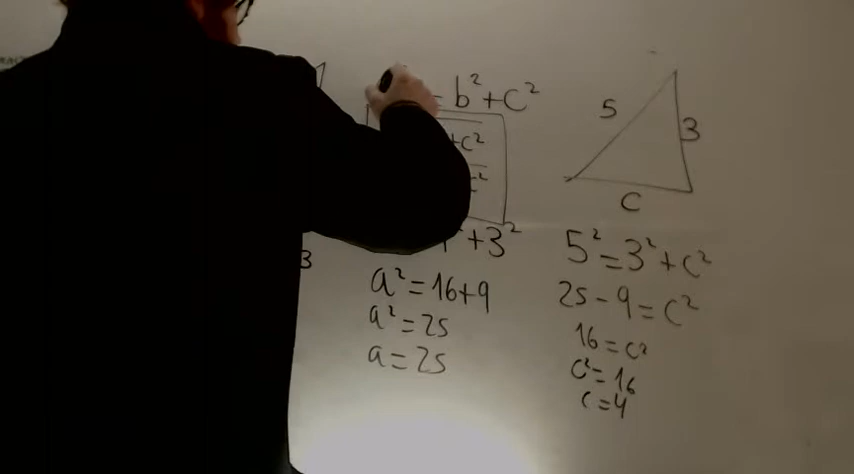 b²+c²
+c²
3
+3²
a²=16+9
a²=25
a=25
5
3
c
5²=3²+c²
25-9=c²
16=c²
c²=16
c=4